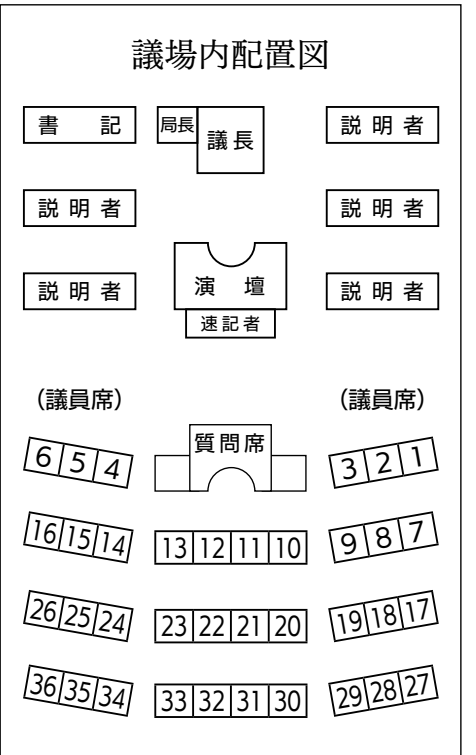 議場内配置図
書記 局長 議長 説明者
説明者 説明者
説明者 演壇 説明者
速記者
(議員席) (議員席)
質問席
6 5 4 3 2 1
16 15 14 13 12 11 10 9 8 7
26 25 24 23 22 21 20 19 18 17
36 35 34 33 32 31 30 29 28 27